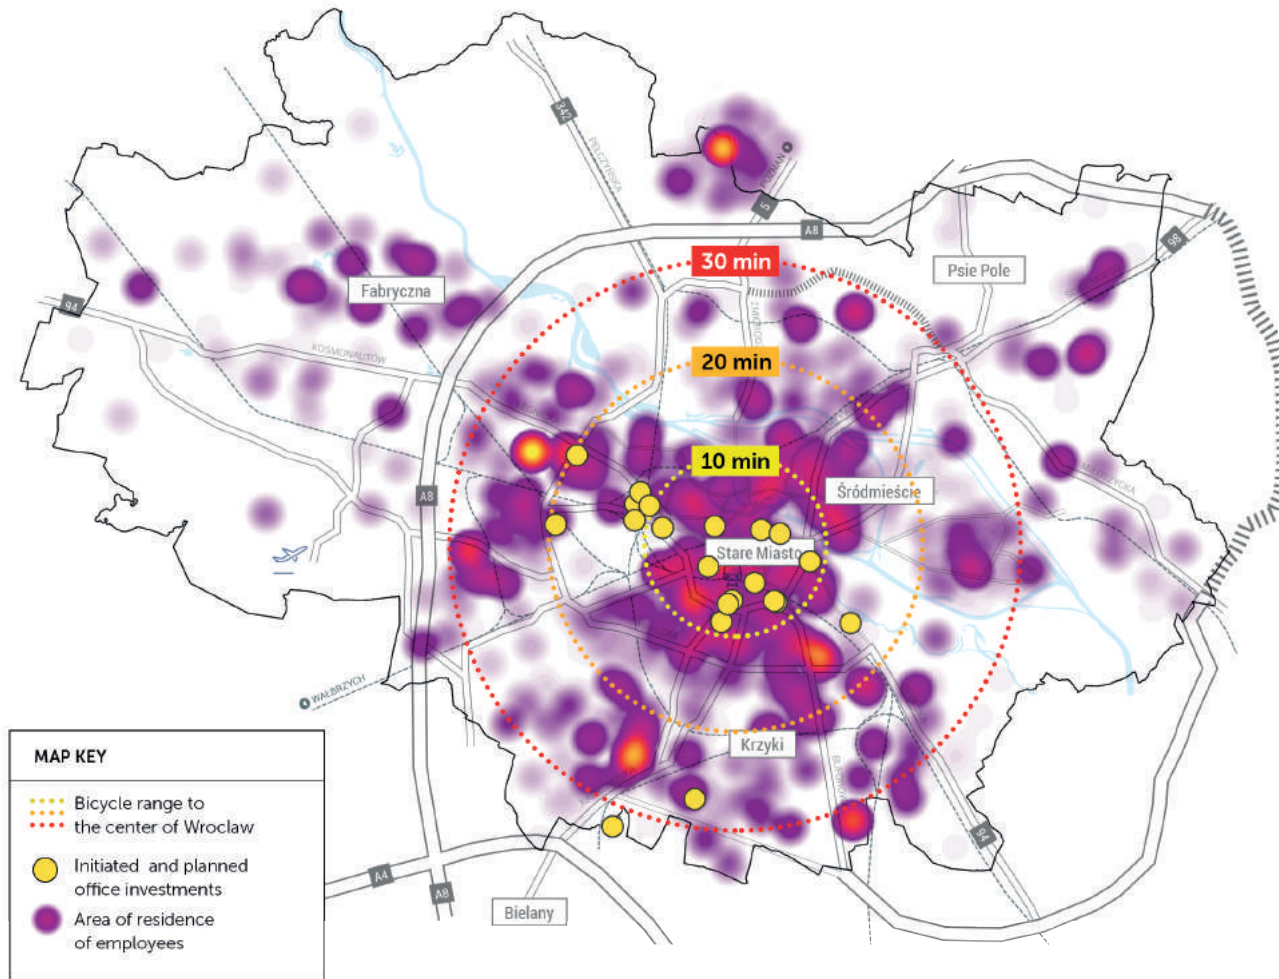 342
PEŁCZYŃSKA
POZNAŃ
5
A8
98
30 min
Psie Pole
Fabryczna
94
KOSMONAUTÓW
20 min
10 min
A8
Śródmieście
Stare Miasto
WAŁBRZYCH
Krzyki
94
A4
A8
Bielany
MAP KEY
Bicycle range to
the center of Wroclaw
Initiated and planned
office investments
Area of residence
of employees